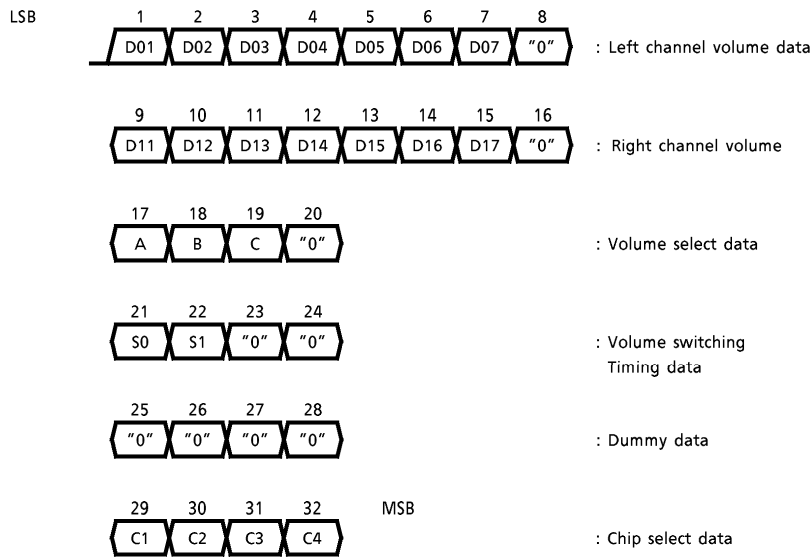 LSB 1 2 3 4 5 6 7 8
D01 D02 D03 D04 D05 D06 D07 "0" : Left channel volume data
9 10 11 12 13 14 15 16
D11 D12 D13 D14 D15 D16 D17 "0" : Right channel volume
17 18 19 20
A B C "0" : Volume select data
21 22 23 24
S0 S1 "0" "0" : Volume switching
Timing data
25 26 27 28
"0" "0" "0" "0" : Dummy data
29 30 31 32 MSB
C1 C2 C3 C4 : Chip select data